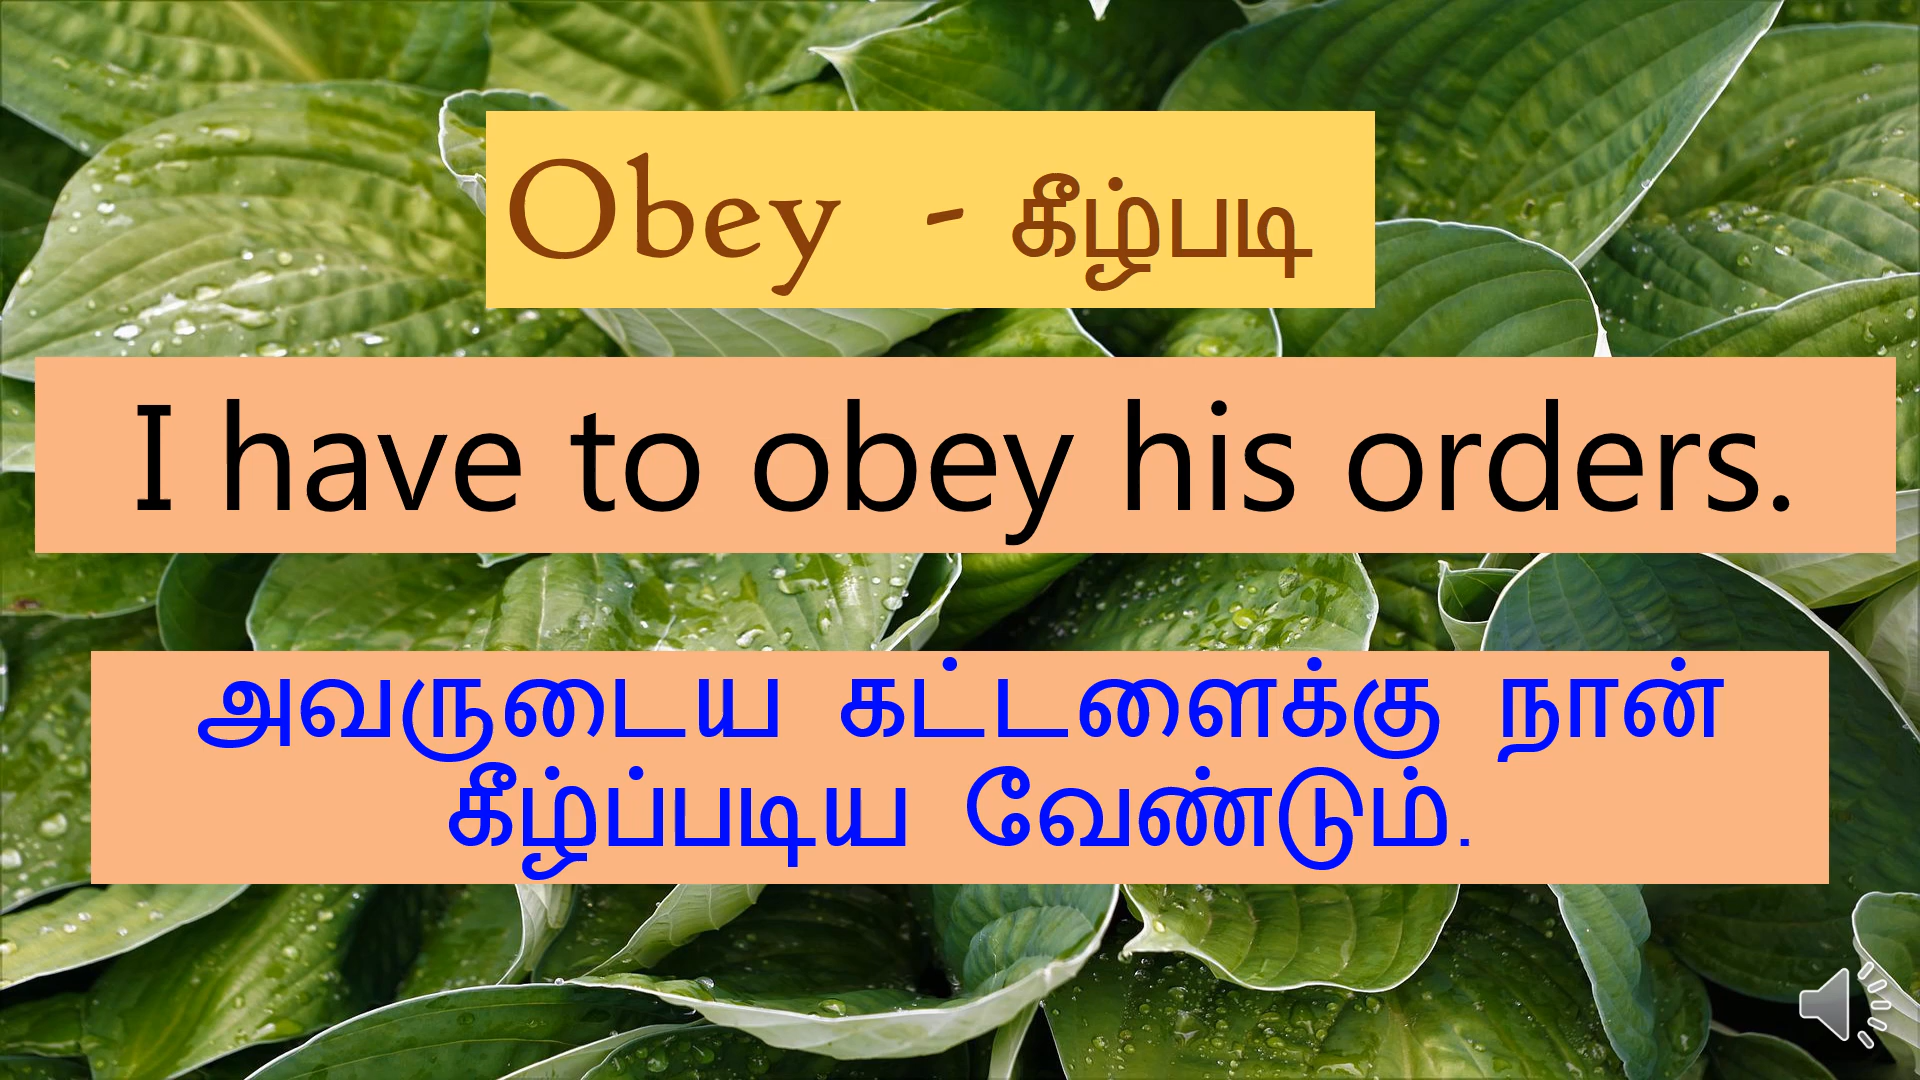 Obey - கீழ்படி
I have to obey his orders.
அவருடைய கட்டளைக்கு நான்
கீழ்ப்படிய வேண்டும்.